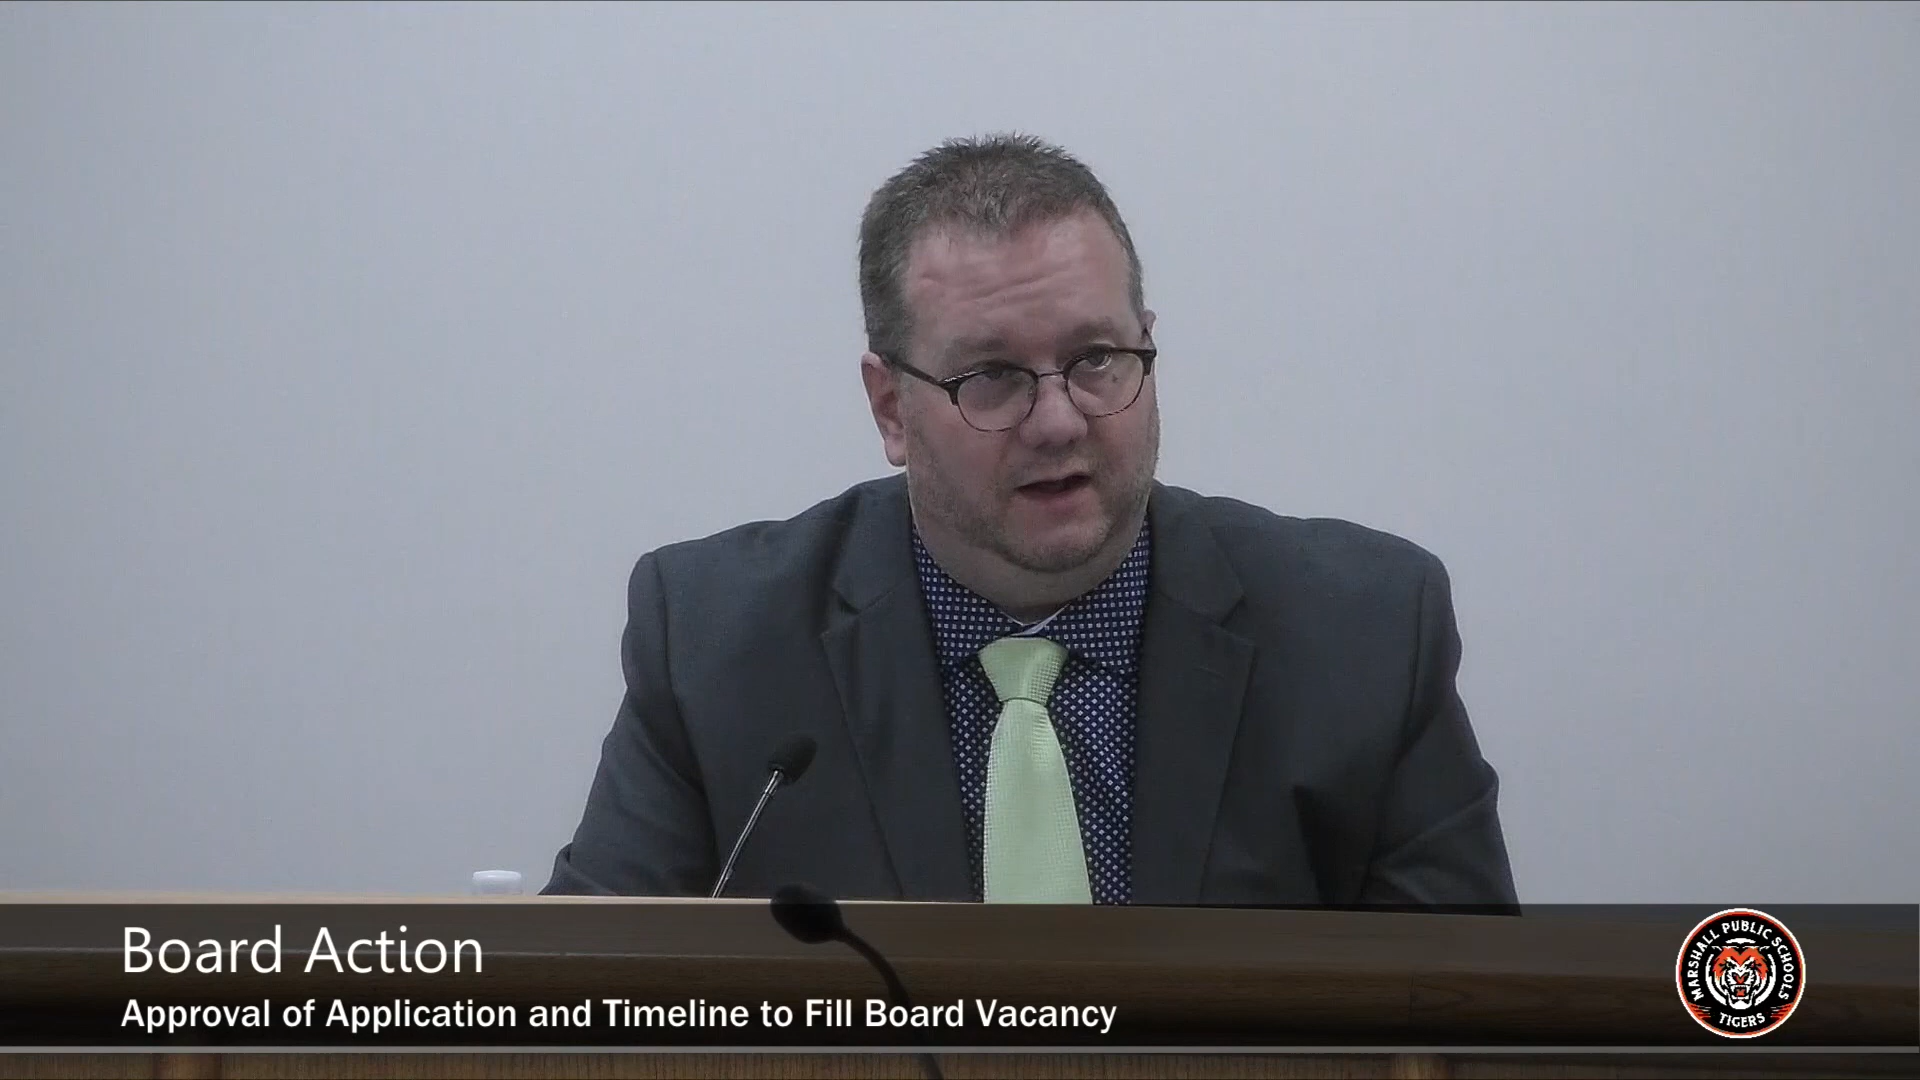 Board Action
Approval of Application and Timeline to Fill Board Vacancy
MARSHALL PUBLIC SCHOOLS
TIGERS